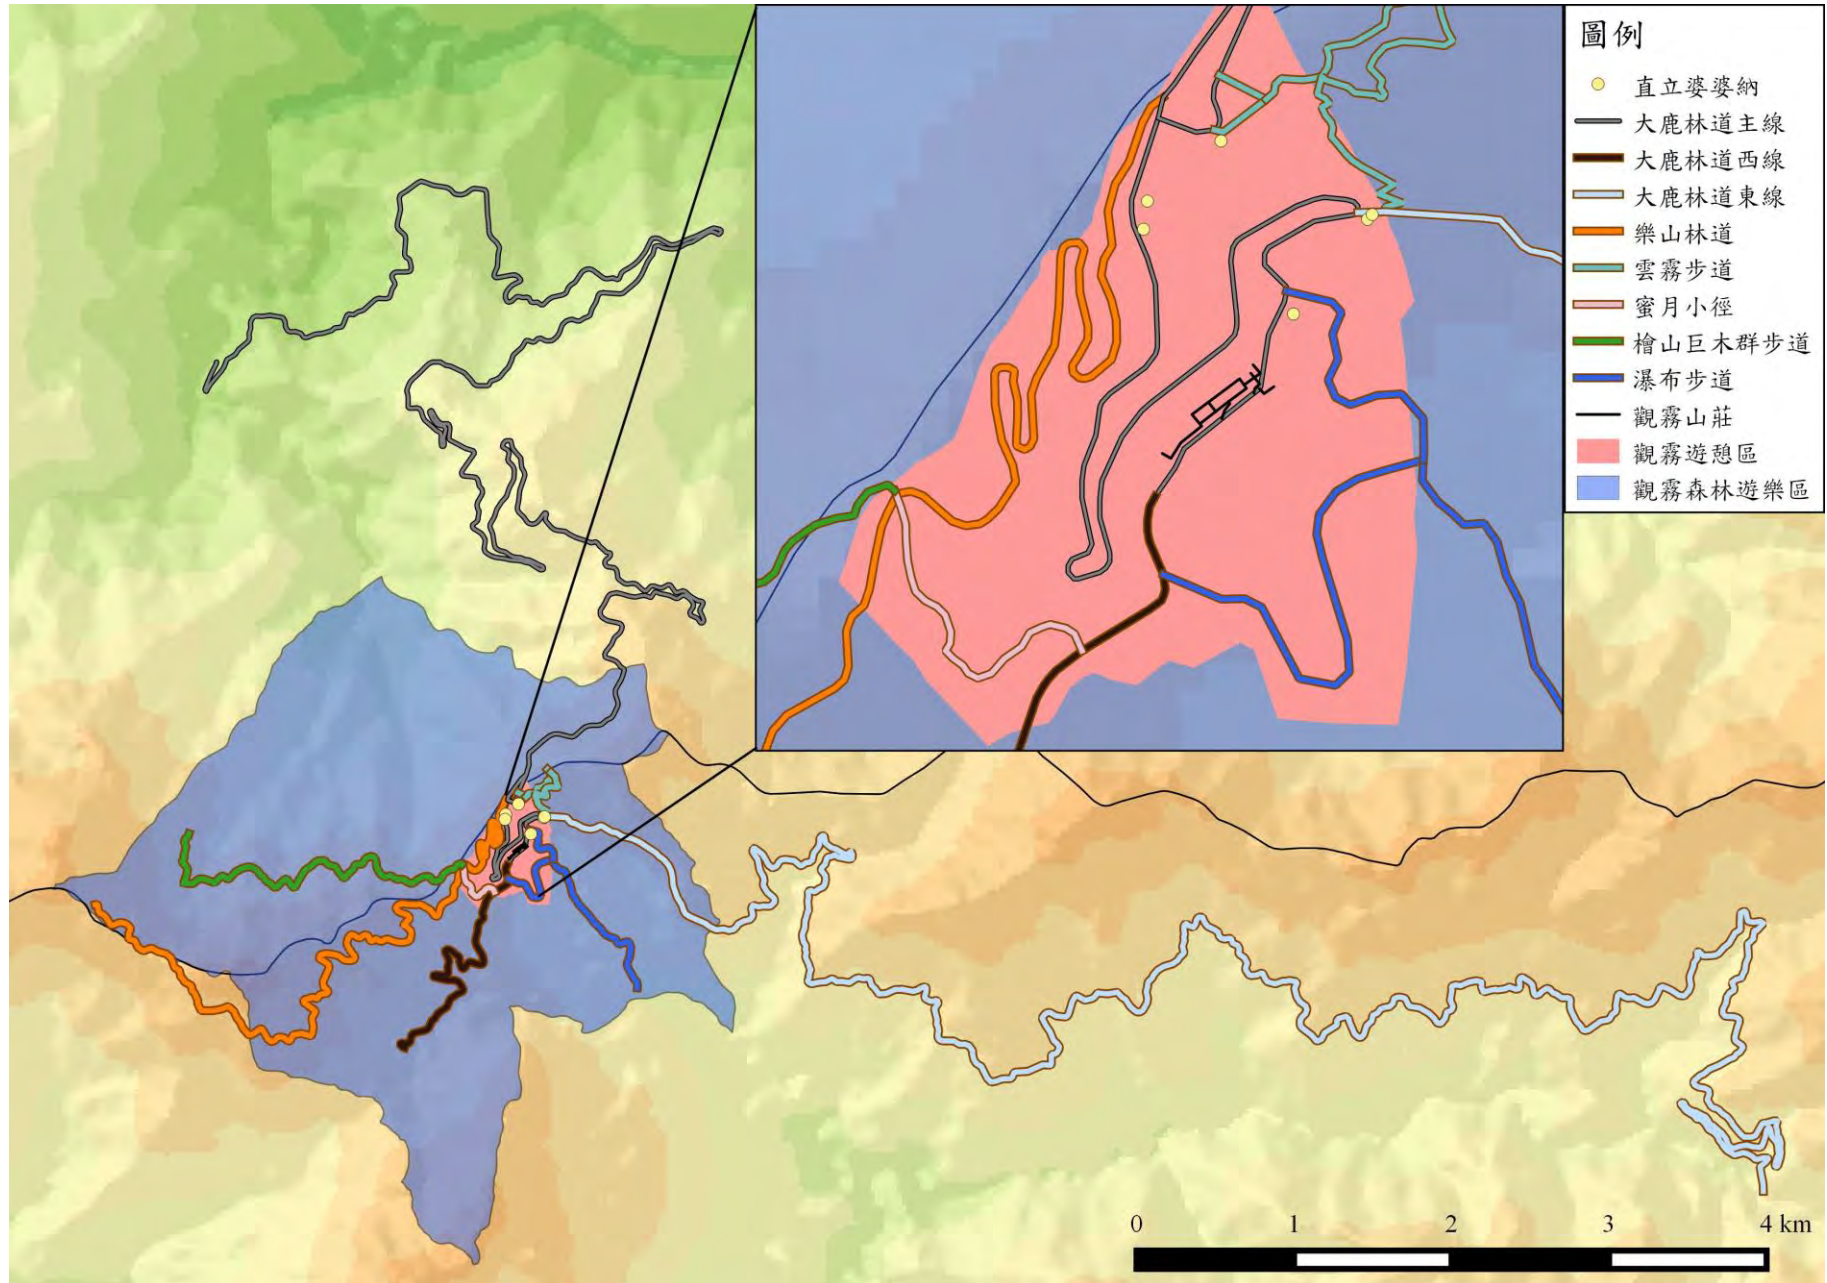 圖例
直立婆婆納
大鹿林道主線
大鹿林道西線
大鹿林道東線
樂山林道
雲霧步道
蜜月小徑
檜山巨木群步道
瀑布步道
觀霧山莊
觀霧遊憩區
觀霧森林遊樂區
0 1 2 3 4 km